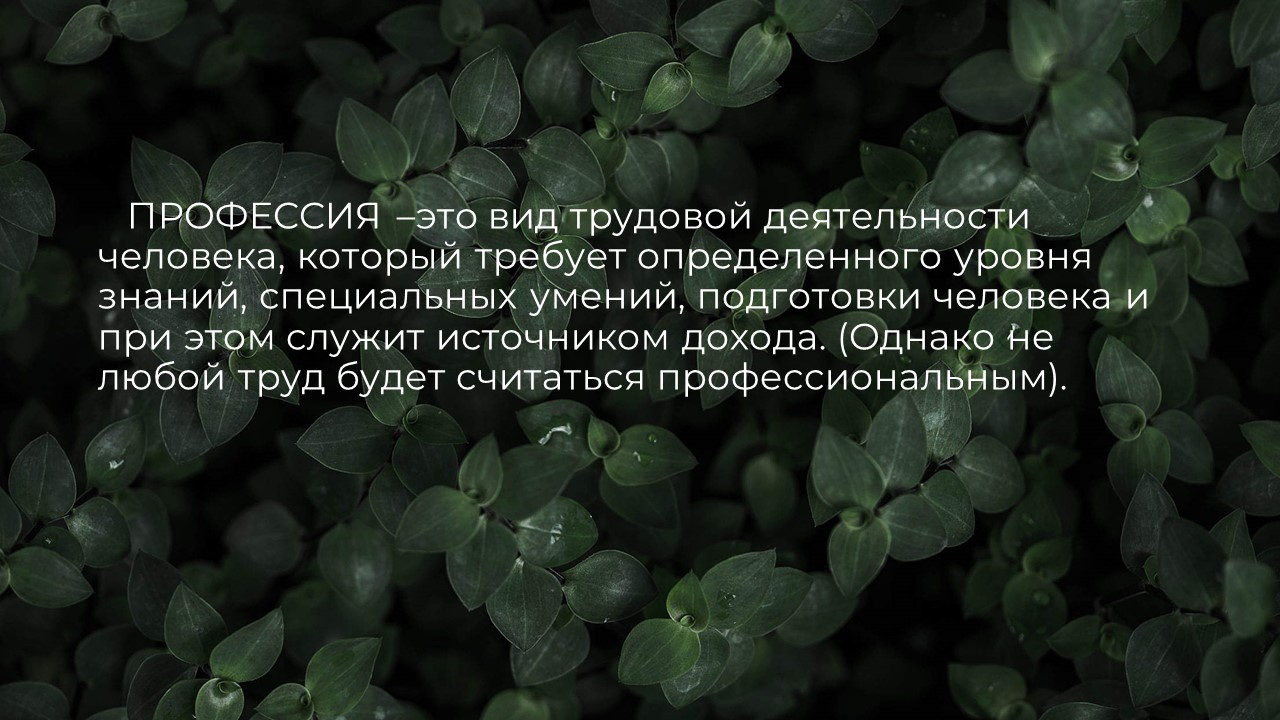 ПРОФЕССИЯ –это вид трудовой деятельности
человека, который требует определенного уровня
знаний, специальных умений, подготовки человека и
при этом служит источником дохода. (Однако не
любой труд будет считаться профессиональным).